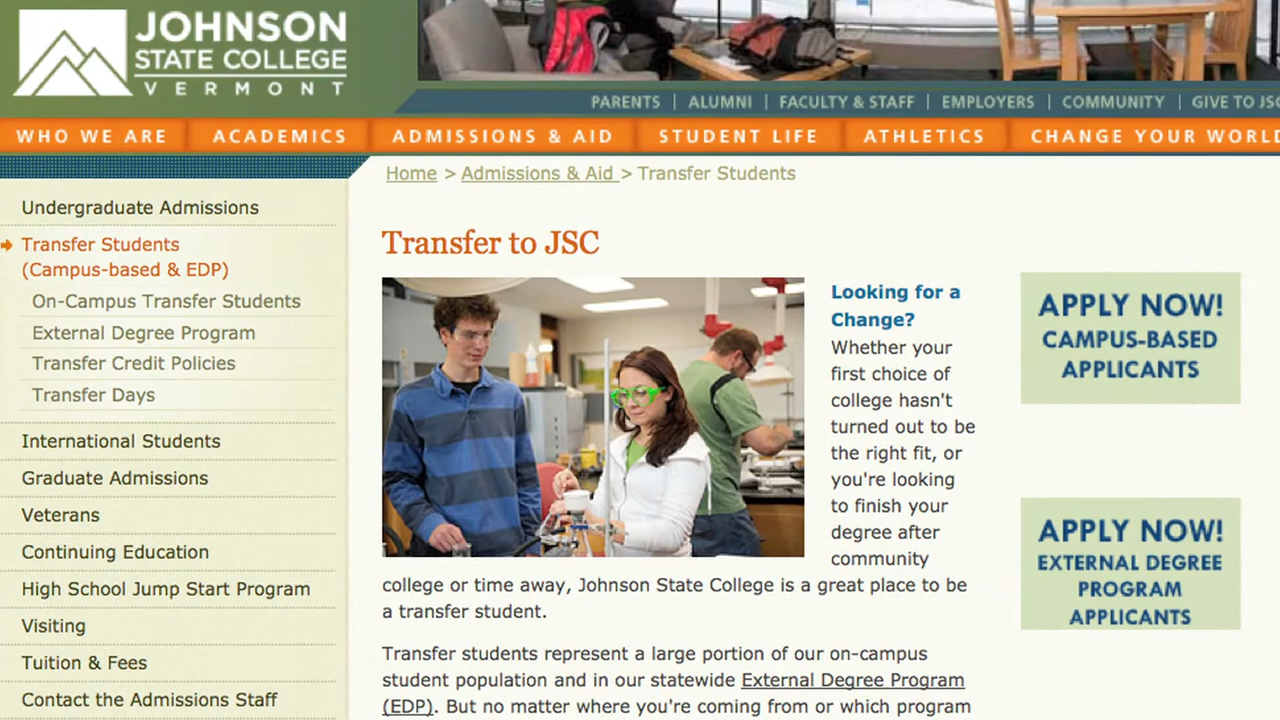 JOHNSON
STATE COLLEGE
VERMONT
PARENTS | ALUMNI | FACULTY & STAFF | EMPLOYERS | COMMUNITY | GIVE TO JSC
WHO WE ARE ACADEMICS ADMISSIONS & AID STUDENT LIFE ATHLETICS CHANGE YOUR WORL
Home > Admissions & Aid > Transfer Students
Undergraduate Admissions
Transfer Students
(Campus-based & EDP)
On-Campus Transfer Students
External Degree Program
Transfer Credit Policies
Transfer Days
International Students
Graduate Admissions
Veterans
Continuing Education
High School Jump Start Program
Visiting
Tuition & Fees
Contact the Admissions Staff
Transfer to JSC
Looking for a
Change?
Whether your
first choice of
college hasn't
turned out to be
the right fit, or
you're looking
to finish your
degree after
community
college or time away, Johnson State College is a great place to be
a transfer student.
Transfer students represent a large portion of our on-campus
student population and in our statewide External Degree Program
(EDP). But no matter where you're coming from or which program
APPLY NOW!
CAMPUS-BASED
APPLICANTS
APPLY NOW!
EXTERNAL DEGREE
PROGRAM
APPLICANTS